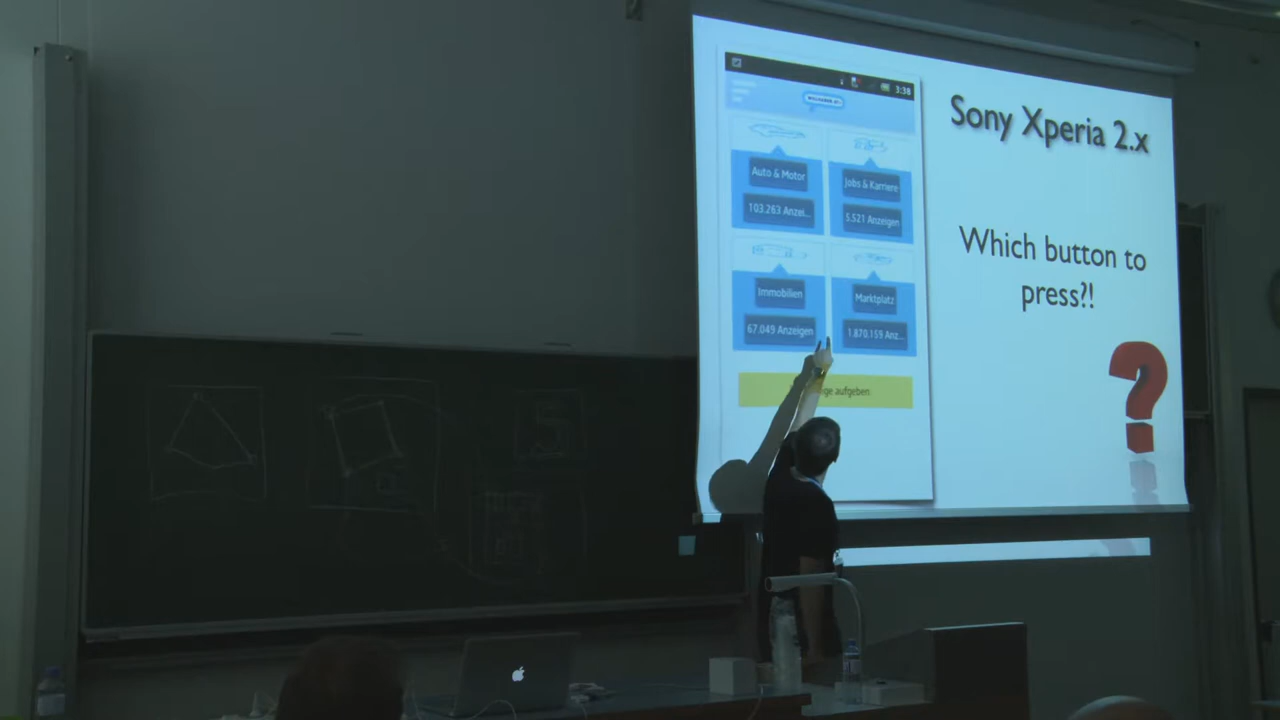 3:38
Sony Xperia 2.x
Auto & Motor
Jobs & Karriere
103.263 Anzei...
5.521 Anzeigen
Which button to
press?!
Immobilien
Marktplatz
67.049 Anzeigen
1.870.159 Anz...
aufgeben
?
5